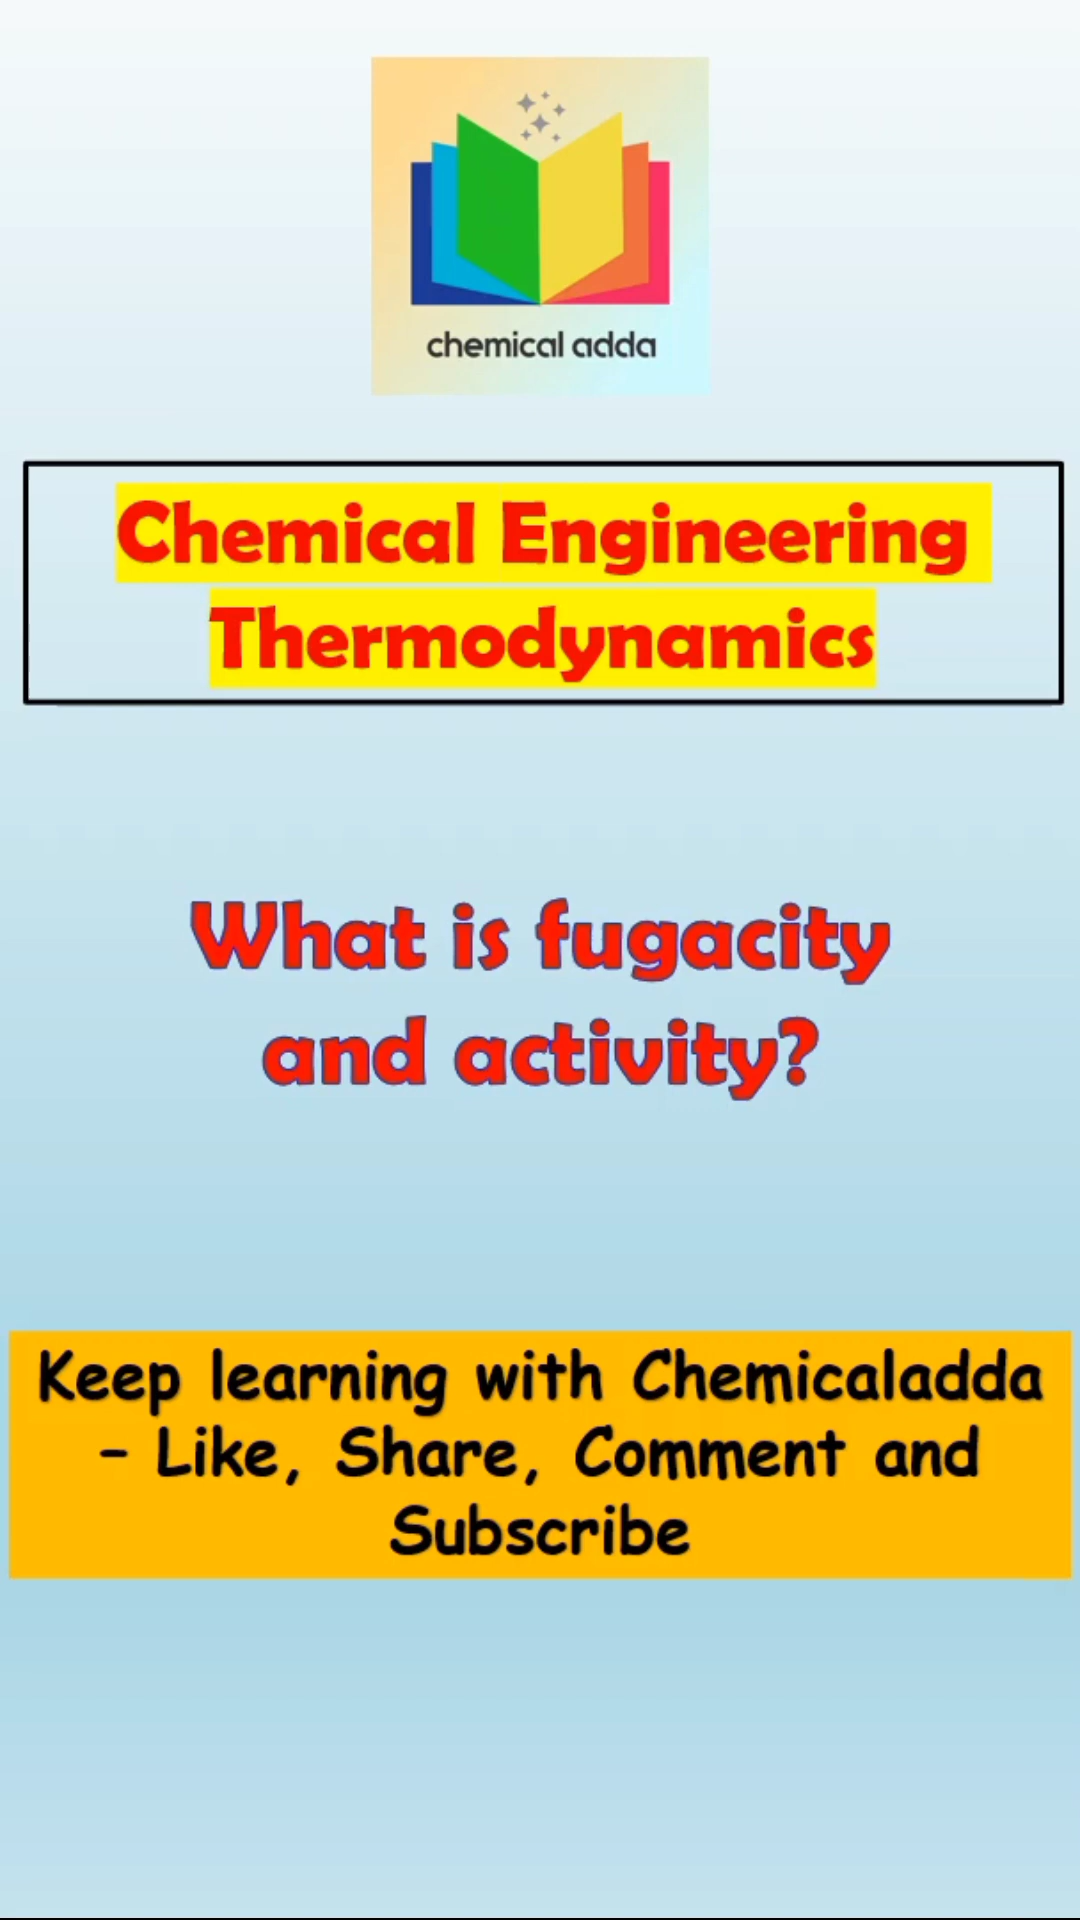 chemical adda
Chemical Engineering
Thermodynamics
What is fugacity
and activity?
Keep learning with Chemicaladda
– Like, Share, Comment and
Subscribe